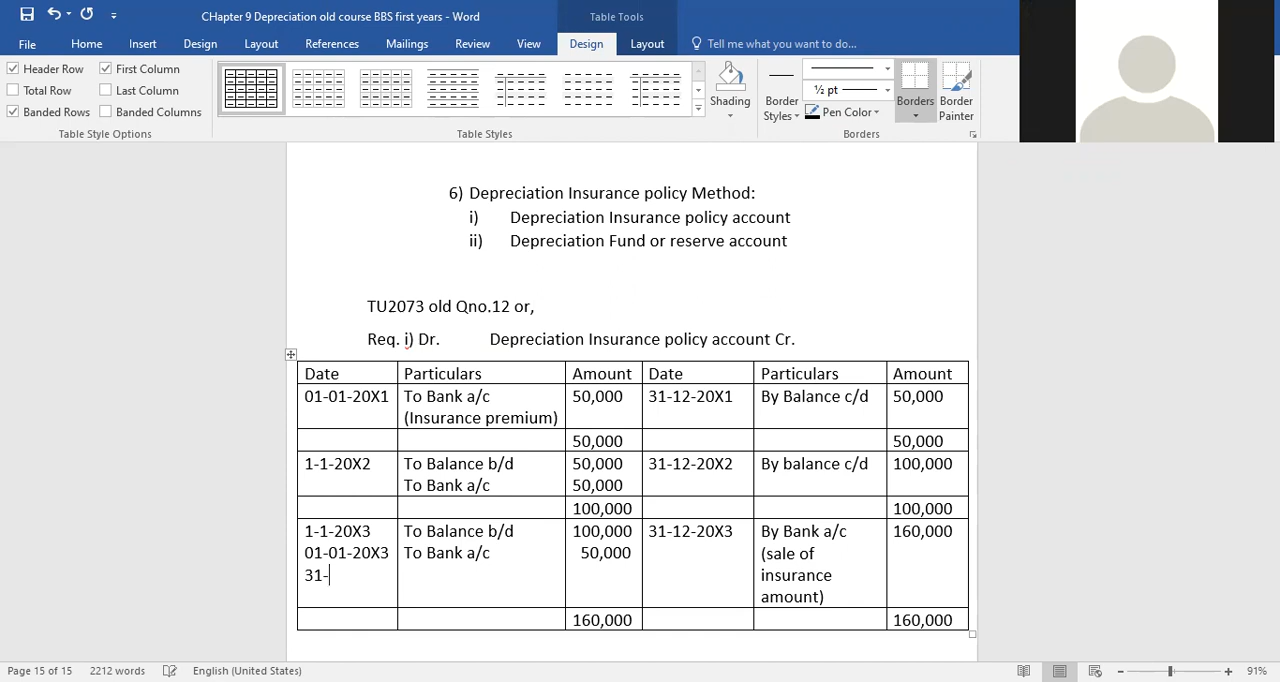 CHapter 9 Depreciation old course BBS first years - Word
Table Tools
File Home Insert Design Layout References Mailings Review View Design Layout Tell me what you want to do...
Header Row First Column
Total Row Last Column
Banded Rows Banded Columns
Table Style Options
Table Styles
Shading
Border Styles
½ pt
Pen Color
Borders
Border Painter
Borders
6) Depreciation Insurance policy Method:
i) Depreciation Insurance policy account
ii) Depreciation Fund or reserve account
TU2073 old Qno.12 or,
Req. i) Dr. Depreciation Insurance policy account Cr.
Date Particulars Amount Date Particulars Amount
01-01-20X1 To Bank a/c 50,000 31-12-20X1 By Balance c/d 50,000
(Insurance premium)
50,000 50,000
1-1-20X2 To Balance b/d 50,000 31-12-20X2 By balance c/d 100,000
To Bank a/c 50,000
100,000 100,000
1-1-20X3 To Balance b/d 100,000 31-12-20X3 By Bank a/c 160,000
01-01-20X3 To Bank a/c 50,000 (sale of
31- insurance
amount)
160,000 160,000
Page 15 of 15 2212 words English (United States) 91%